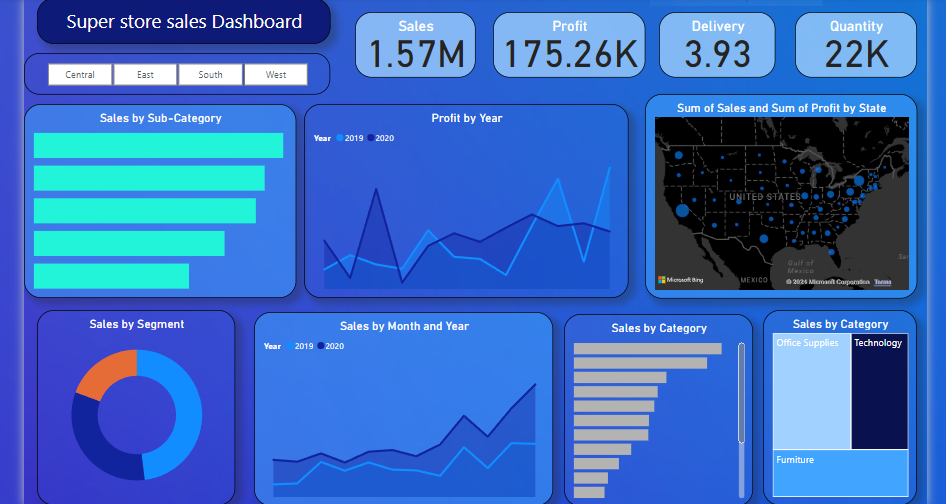 Super store sales Dashboard
Sales
1.57M
Profit
175.26K
Delivery
3.93
Quantity
22K
Central
East
South
West
Sales by Sub-Category
Profit by Year
Year 2019 2020
Sum of Sales and Sum of Profit by State
UNITED STATES
Gulf of
Mexico
MEXICO
Microsoft Bing
© 2024 Microsoft Corporation Terms
Sales by Segment
Sales by Month and Year
Year 2019 2020
Sales by Category
Sales by Category
Office Supplies
Technology
Furniture